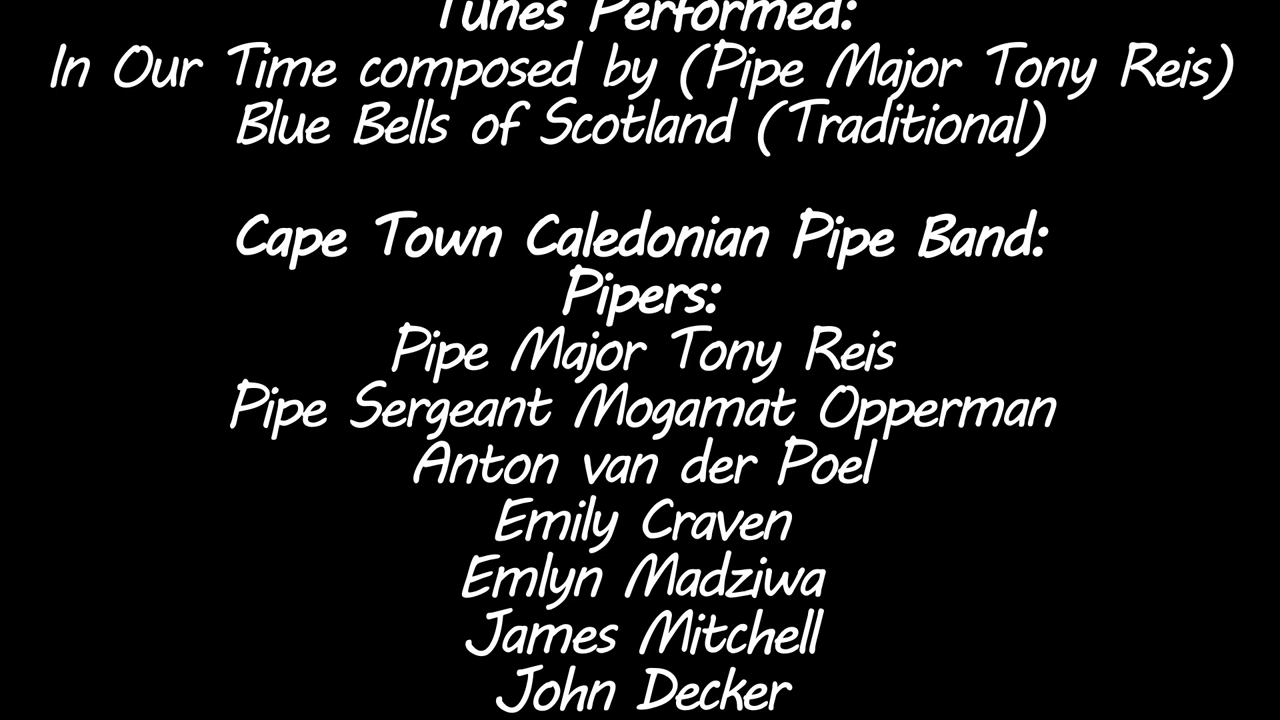 Tunes Performed:
In Our Time composed by (Pipe Major Tony Reis)
Blue Bells of Scotland (Traditional)
Cape Town Caledonian Pipe Band:
Pipers:
Pipe Major Tony Reis
Pipe Sergeant Mogamat Opperman
Anton van der Poel
Emily Craven
Emlyn Madziwa
James Mitchell
John Decker